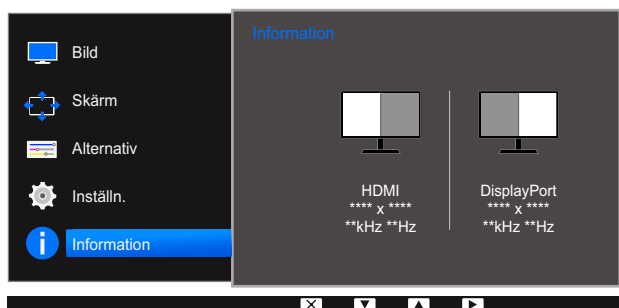 Bild
Skärm
Alternativ
Inställn.
Information
Information
HDMI
**** x ****
**kHz **Hz
DisplayPort
**** x ****
**kHz **Hz